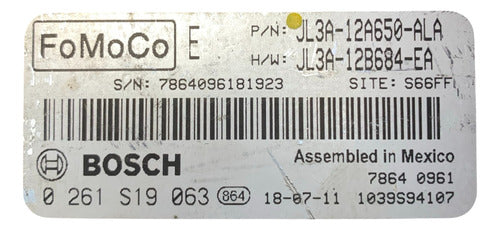 FoMoCo E P/N: JL3A-12A650-ALA
H/W: JL3A-12B684-EA
S/N: 7864096181923 SITE: S66FF
BOSCH Assembled in Mexico
7864 0961
0 261 S19 063 864 18-07-11 1039S94107